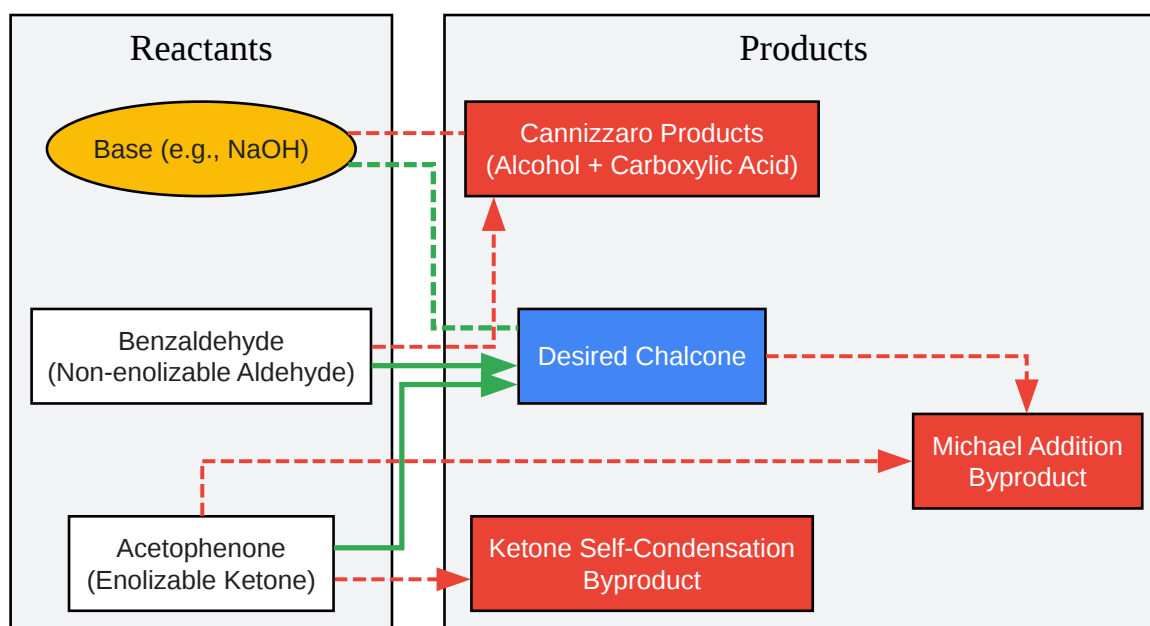 Reactants
Base (e.g., NaOH)
Benzaldehyde
(Non-enolizable Aldehyde)
Acetophenone
(Enolizable Ketone)
Products
Cannizzaro Products
(Alcohol + Carboxylic Acid)
Desired Chalcone
Michael Addition
Byproduct
Ketone Self-Condensation
Byproduct